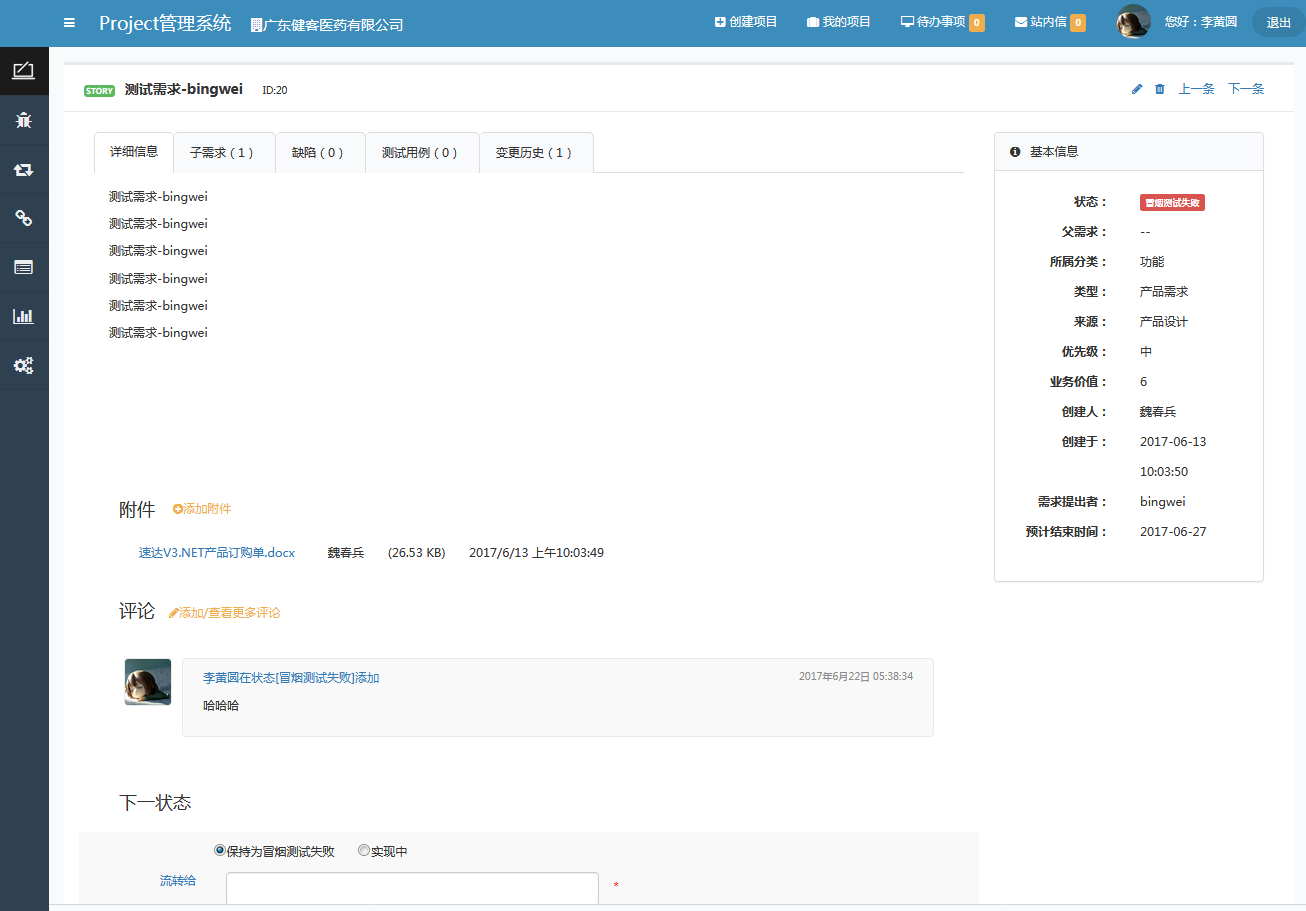 Project管理系统 广东健客医药有限公司 创建项目 我的项目 待办事项 0 站内信 0 您好：李茼圆 退出
STORY 测试需求-bingwei ID:20 上一条 下一条
详细信息 子需求（1） 缺陷（0） 测试用例（0） 变更历史（1）
测试需求-bingwei
测试需求-bingwei
测试需求-bingwei
测试需求-bingwei
测试需求-bingwei
测试需求-bingwei
附件 添加附件
速达V3.NET产品订购单.docx 魏春兵 (26.53 KB) 2017/6/13 上午10:03:49
评论 添加/查看更多评论
李茼圆在状态[冒烟测试失败]添加 2017年6月22日 05:38:34
哈哈哈
下一状态
保持为冒烟测试失败 实现中
流转给 *
基本信息
状态： 冒烟测试失败
父需求： --
所属分类： 功能
类型： 产品需求
来源： 产品设计
优先级： 中
业务价值： 6
创建人： 魏春兵
创建于： 2017-06-13
10:03:50
需求提出者： bingwei
预计结束时间： 2017-06-27